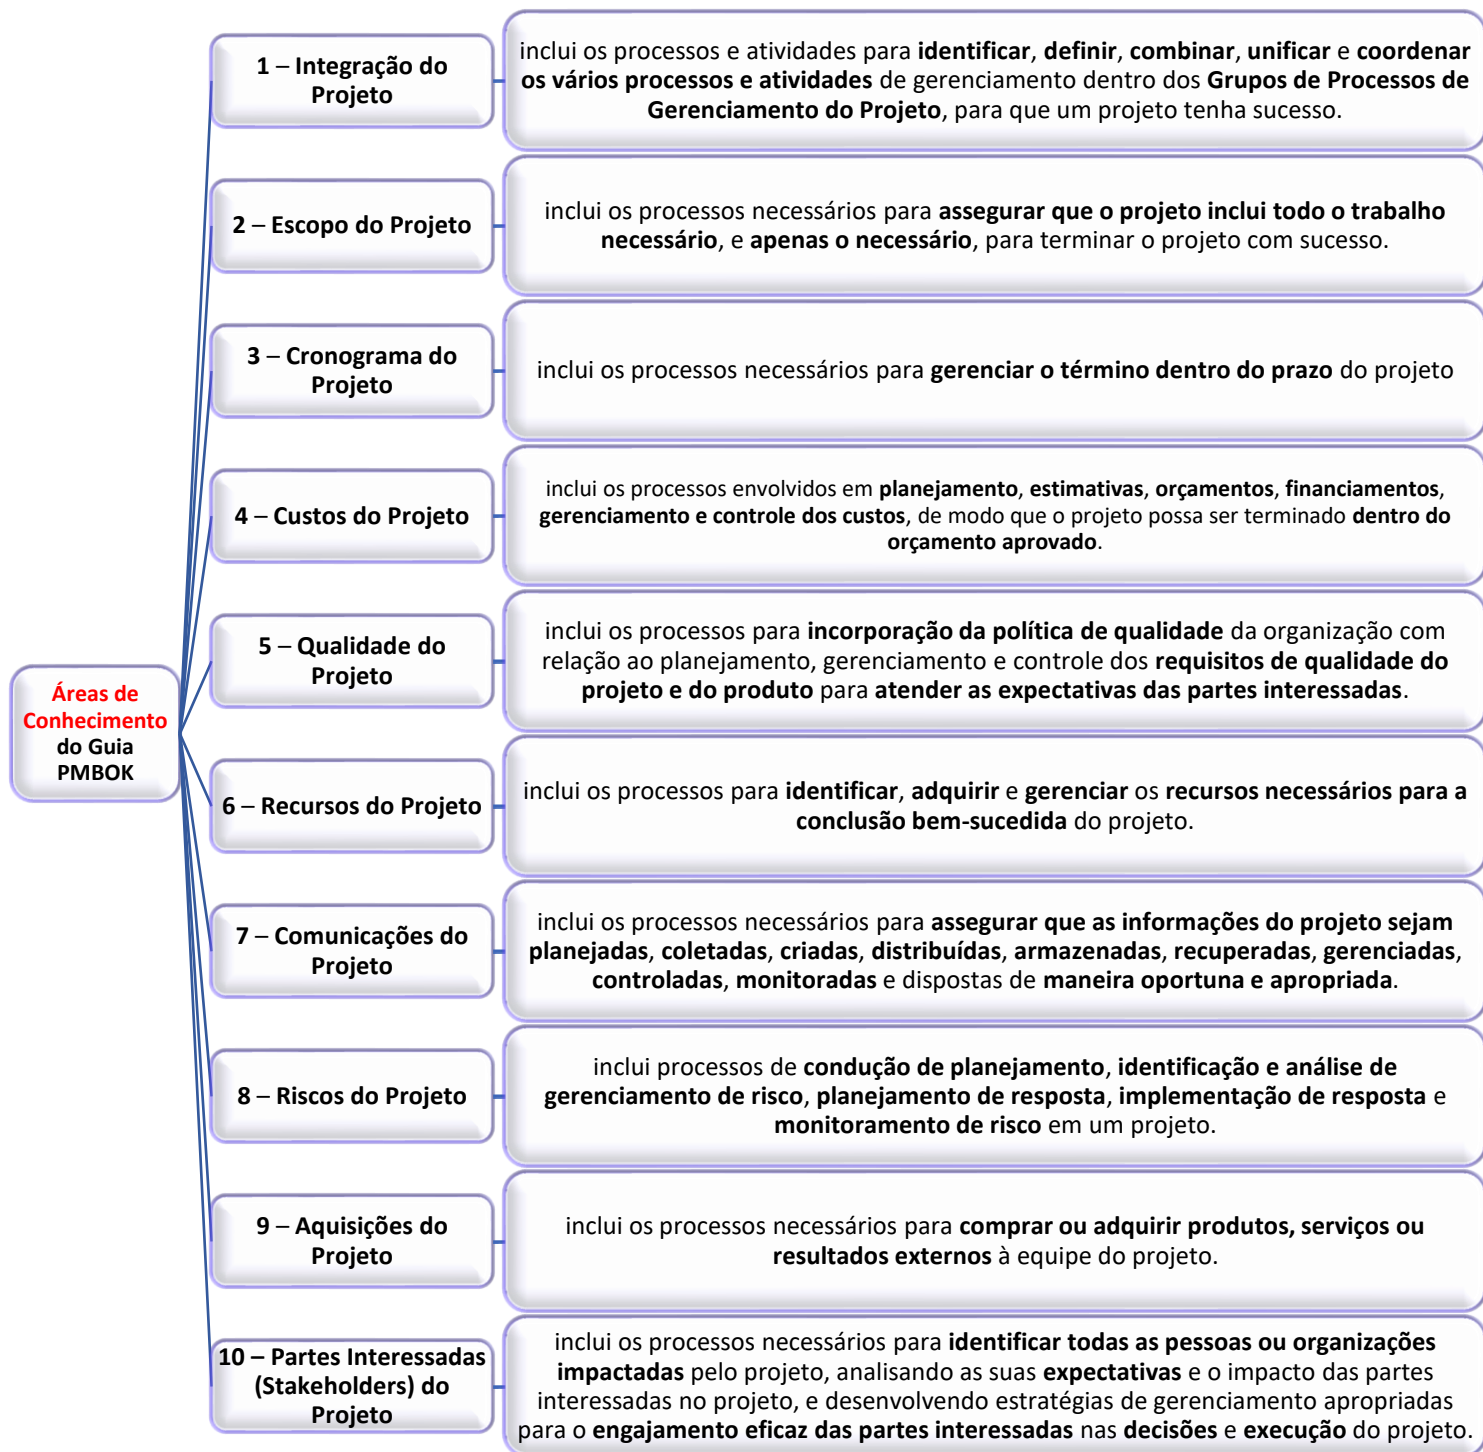 1 – Integração do
Projeto
inclui os processos e atividades para identificar, definir, combinar, unificar e coordenar
os vários processos e atividades de gerenciamento dentro dos Grupos de Processos de
Gerenciamento do Projeto, para que um projeto tenha sucesso.
2 – Escopo do Projeto
inclui os processos necessários para assegurar que o projeto inclui todo o trabalho
necessário, e apenas o necessário, para terminar o projeto com sucesso.
3 – Cronograma do
Projeto
inclui os processos necessários para gerenciar o término dentro do prazo do projeto
4 – Custos do Projeto
inclui os processos envolvidos em planejamento, estimativas, orçamentos, financiamentos,
gerenciamento e controle dos custos, de modo que o projeto possa ser terminado dentro do
orçamento aprovado.
5 – Qualidade do
Projeto
inclui os processos para incorporação da política de qualidade da organização com
relação ao planejamento, gerenciamento e controle dos requisitos de qualidade do
projeto e do produto para atender as expectativas das partes interessadas.
Áreas de
Conhecimento
do Guia
PMBOK
6 – Recursos do Projeto
inclui os processos para identificar, adquirir e gerenciar os recursos necessários para a
conclusão bem-sucedida do projeto.
7 – Comunicações do
Projeto
inclui os processos necessários para assegurar que as informações do projeto sejam
planejadas, coletadas, criadas, distribuídas, armazenadas, recuperadas, gerenciadas,
controladas, monitoradas e dispostas de maneira oportuna e apropriada.
8 – Riscos do Projeto
inclui processos de condução de planejamento, identificação e análise de
gerenciamento de risco, planejamento de resposta, implementação de resposta e
monitoramento de risco em um projeto.
9 – Aquisições do
Projeto
inclui os processos necessários para comprar ou adquirir produtos, serviços ou
resultados externos à equipe do projeto.
10 – Partes Interessadas
(Stakeholders) do
Projeto
inclui os processos necessários para identificar todas as pessoas ou organizações
impactadas pelo projeto, analisando as suas expectativas e o impacto das partes
interessadas no projeto, e desenvolvendo estratégias de gerenciamento apropriadas
para o engajamento eficaz das partes interessadas nas decisões e execução do projeto.